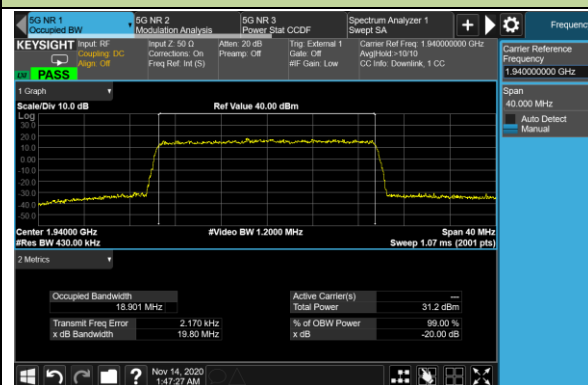 5G NR 1
Occupied BW
5G NR 2
Modulation Analysis
5G NR 3
Power Stat CCDF
Spectrum Analyzer 1
Swept SA
Frequency
KEYSIGHT
Input: RF
Coupling: DC
Align: Off
Input Z: 50 Ω
Corrections: On
Freq Ref: Int (S)
Atten: 20 dB
Preamp: Off
Trig: External 1
Gate: Off
#IF Gain: Low
Carrier Ref Freq: 1.940000000 GHz
Avg|Hold:>10/10
CC Info: Downlink, 1 CC
PASS
Carrier Reference
Frequency
1.940000000 GHz
Span
40.000 MHz
Auto Detect
Manual
1 Graph
Scale/Div 10.0 dB
Ref Value 40.00 dBm
Log
30.0
20.0
10.0
0.00
-10.0
-20.0
-30.0
-40.0
-50.0
Center 1.94000 GHz
#Video BW 1.2000 MHz
Span 40 MHz
#Res BW 430.00 kHz
Sweep 1.07 ms (2001 pts)
2 Metrics
Occupied Bandwidth
18.901 MHz
Active Carrier(s)
—
Total Power
31.2 dBm
Transmit Freq Error
2.170 kHz
% of OBW Power
99.00 %
x dB Bandwidth
19.80 MHz
x dB
-20.00 dB
?
Nov 14, 2020
1:47:27 AM